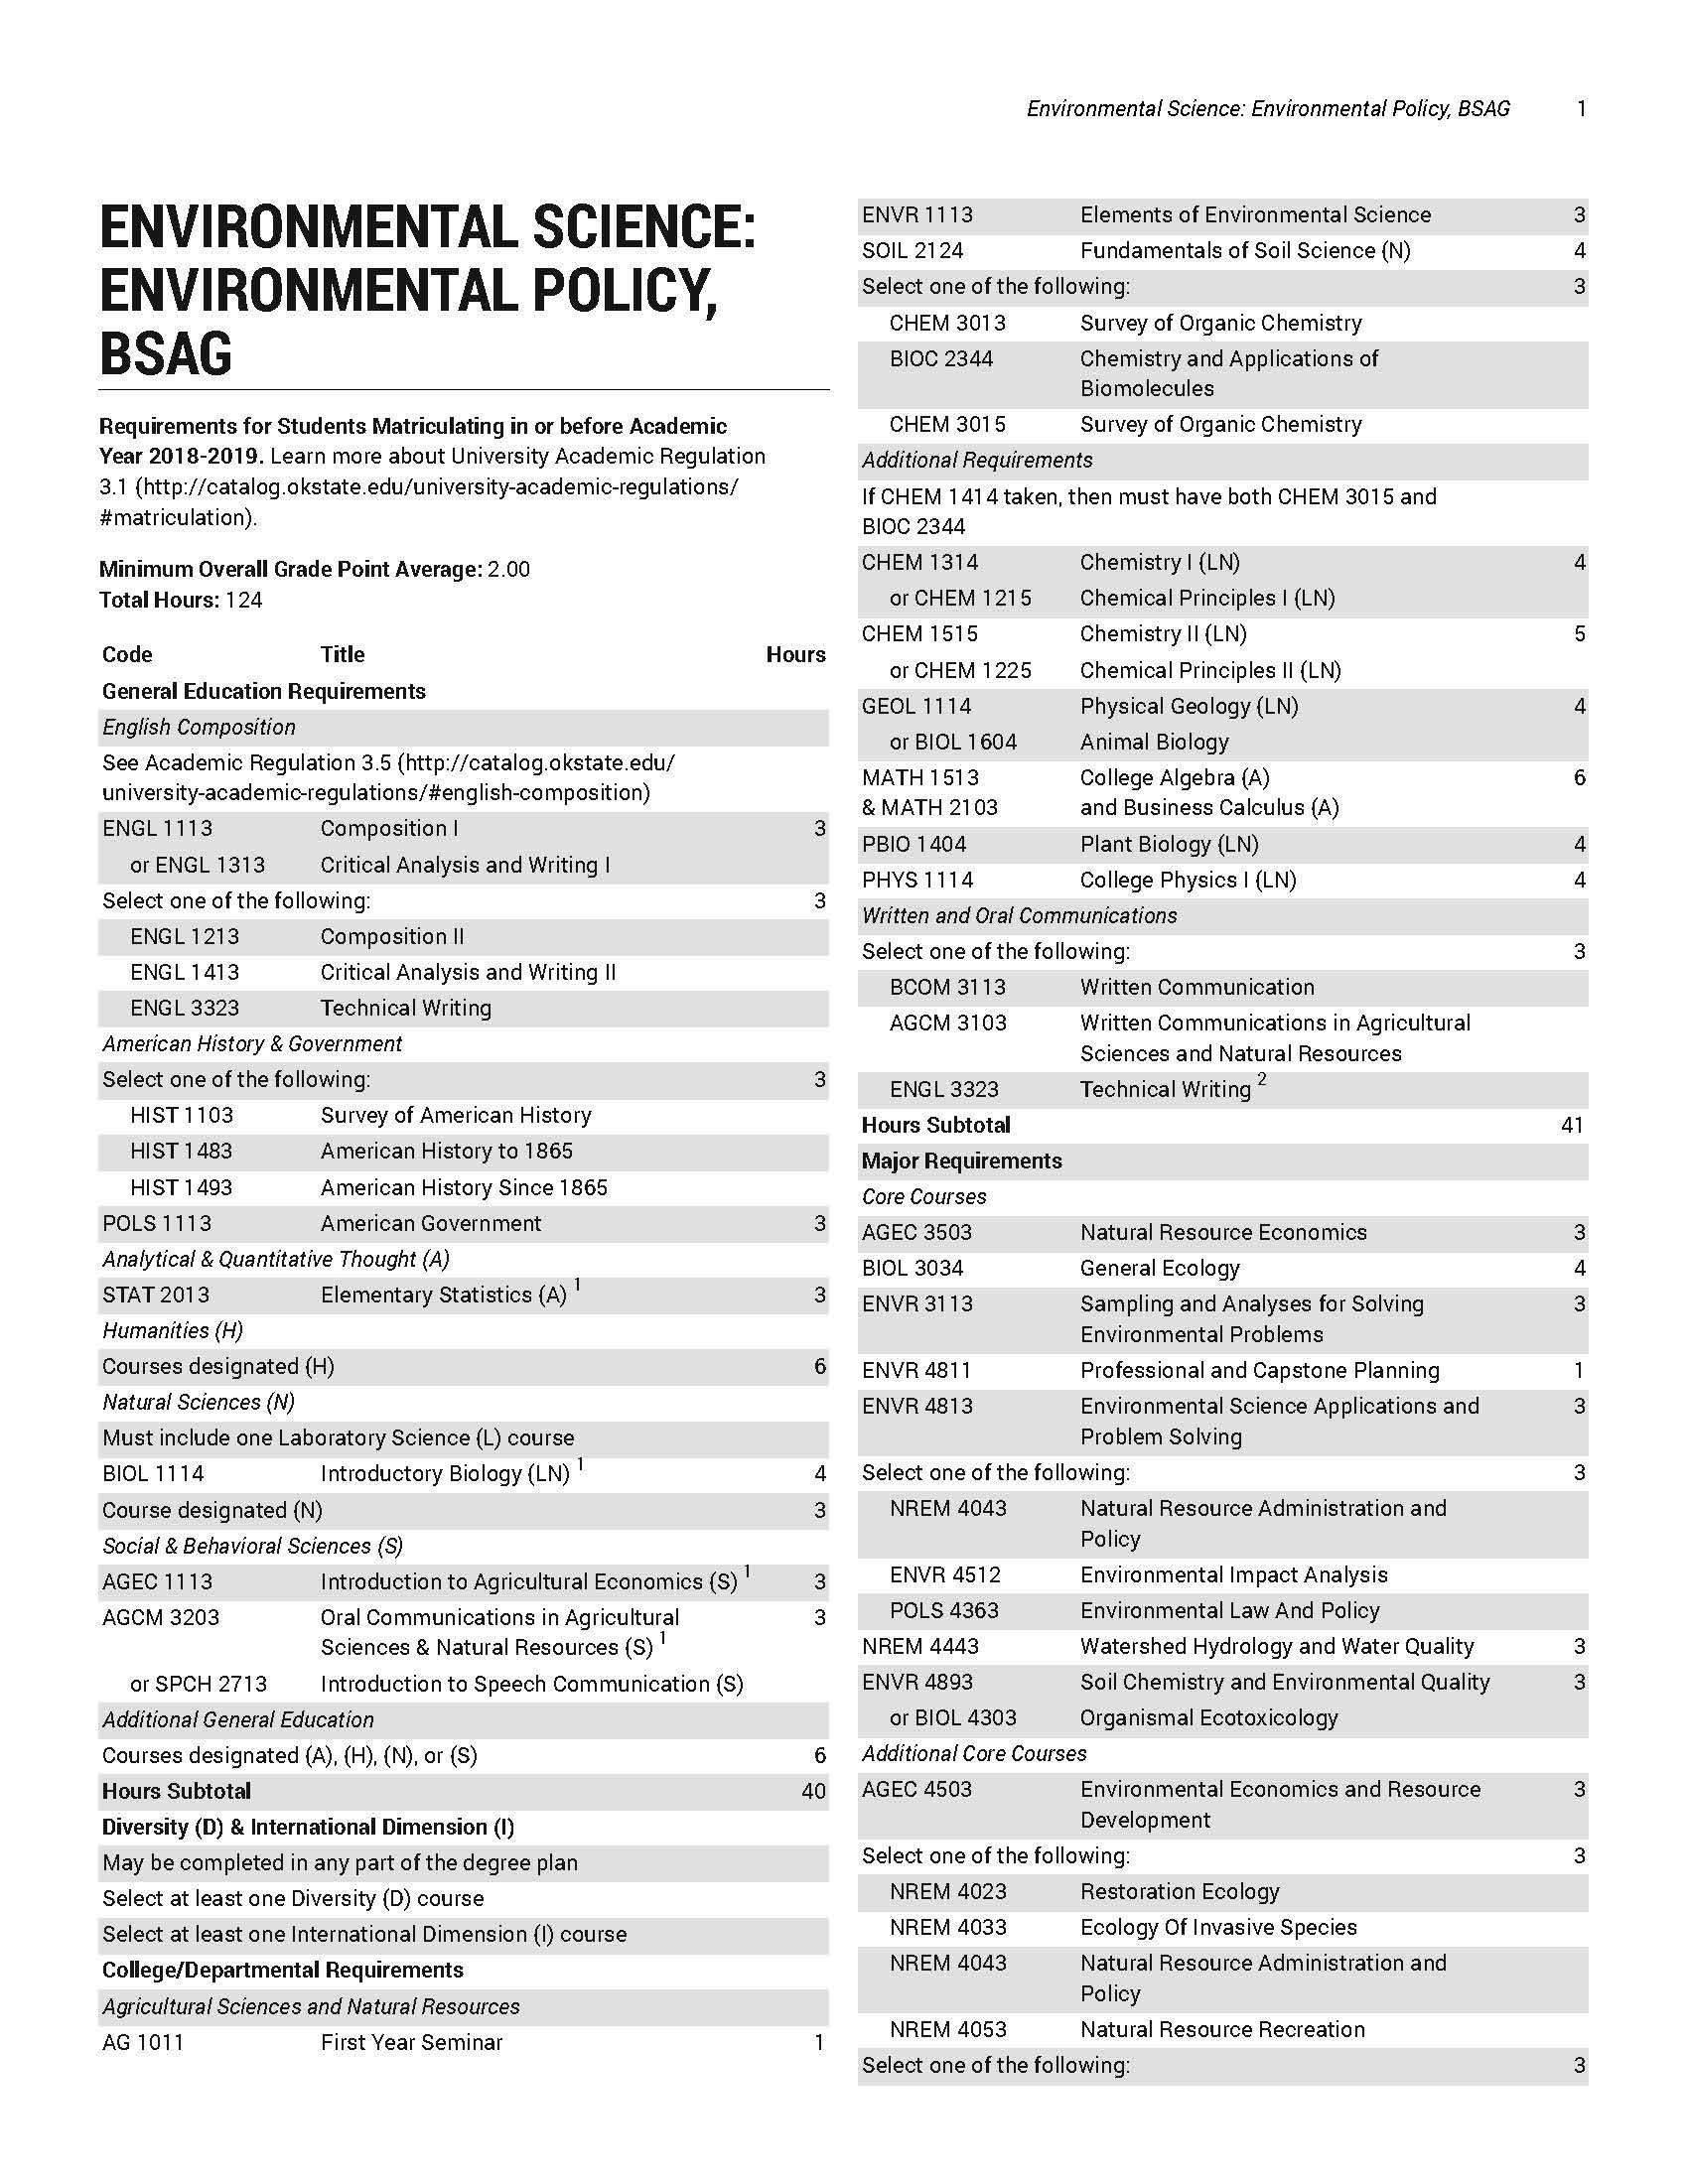 Environmental Science: Environmental Policy, BSAG 1
ENVIRONMENTAL SCIENCE:
ENVIRONMENTAL POLICY,
BSAG
Requirements for Students Matriculating in or before Academic
Year 2018-2019. Learn more about University Academic Regulation
3.1 (http://catalog.okstate.edu/university-academic-regulations/
#matriculation).
Minimum Overall Grade Point Average: 2.00
Total Hours: 124
Code Title Hours
General Education Requirements
English Composition
See Academic Regulation 3.5 (http://catalog.okstate.edu/
university-academic-regulations/#english-composition)
ENGL 1113 Composition I 3
or ENGL 1313 Critical Analysis and Writing I
Select one of the following: 3
ENGL 1213 Composition II
ENGL 1413 Critical Analysis and Writing II
ENGL 3323 Technical Writing
American History & Government
Select one of the following: 3
HIST 1103 Survey of American History
HIST 1483 American History to 1865
HIST 1493 American History Since 1865
POLS 1113 American Government 3
Analytical & Quantitative Thought (A)
STAT 2013 Elementary Statistics (A) 1 3
Humanities (H)
Courses designated (H) 6
Natural Sciences (N)
Must include one Laboratory Science (L) course
BIOL 1114 Introductory Biology (LN) 1 4
Course designated (N) 3
Social & Behavioral Sciences (S)
AGEC 1113 Introduction to Agricultural Economics (S) 1 3
AGCM 3203 Oral Communications in Agricultural 3
Sciences & Natural Resources (S) 1
or SPCH 2713 Introduction to Speech Communication (S)
Additional General Education
Courses designated (A), (H), (N), or (S) 6
Hours Subtotal 40
Diversity (D) & International Dimension (I)
May be completed in any part of the degree plan
Select at least one Diversity (D) course
Select at least one International Dimension (I) course
College/Departmental Requirements
Agricultural Sciences and Natural Resources
AG 1011 First Year Seminar 1
ENVR 1113 Elements of Environmental Science 3
SOIL 2124 Fundamentals of Soil Science (N) 4
Select one of the following: 3
CHEM 3013 Survey of Organic Chemistry
BIOC 2344 Chemistry and Applications of
Biomolecules
CHEM 3015 Survey of Organic Chemistry
Additional Requirements
If CHEM 1414 taken, then must have both CHEM 3015 and
BIOC 2344
CHEM 1314 Chemistry I (LN) 4
or CHEM 1215 Chemical Principles I (LN)
CHEM 1515 Chemistry II (LN) 5
or CHEM 1225 Chemical Principles II (LN)
GEOL 1114 Physical Geology (LN) 4
or BIOL 1604 Animal Biology
MATH 1513 College Algebra (A) 6
& MATH 2103 and Business Calculus (A)
PBIO 1404 Plant Biology (LN) 4
PHYS 1114 College Physics I (LN) 4
Written and Oral Communications
Select one of the following: 3
BCOM 3113 Written Communication
AGCM 3103 Written Communications in Agricultural
Sciences and Natural Resources
ENGL 3323 Technical Writing 2
Hours Subtotal 41
Major Requirements
Core Courses
AGEC 3503 Natural Resource Economics 3
BIOL 3034 General Ecology 4
ENVR 3113 Sampling and Analyses for Solving 3
Environmental Problems
ENVR 4811 Professional and Capstone Planning 1
ENVR 4813 Environmental Science Applications and 3
Problem Solving
Select one of the following: 3
NREM 4043 Natural Resource Administration and
Policy
ENVR 4512 Environmental Impact Analysis
POLS 4363 Environmental Law And Policy
NREM 4443 Watershed Hydrology and Water Quality 3
ENVR 4893 Soil Chemistry and Environmental Quality 3
or BIOL 4303 Organismal Ecotoxicology
Additional Core Courses
AGEC 4503 Environmental Economics and Resource 3
Development
Select one of the following: 3
NREM 4023 Restoration Ecology
NREM 4033 Ecology Of Invasive Species
NREM 4043 Natural Resource Administration and
Policy
NREM 4053 Natural Resource Recreation
Select one of the following: 3